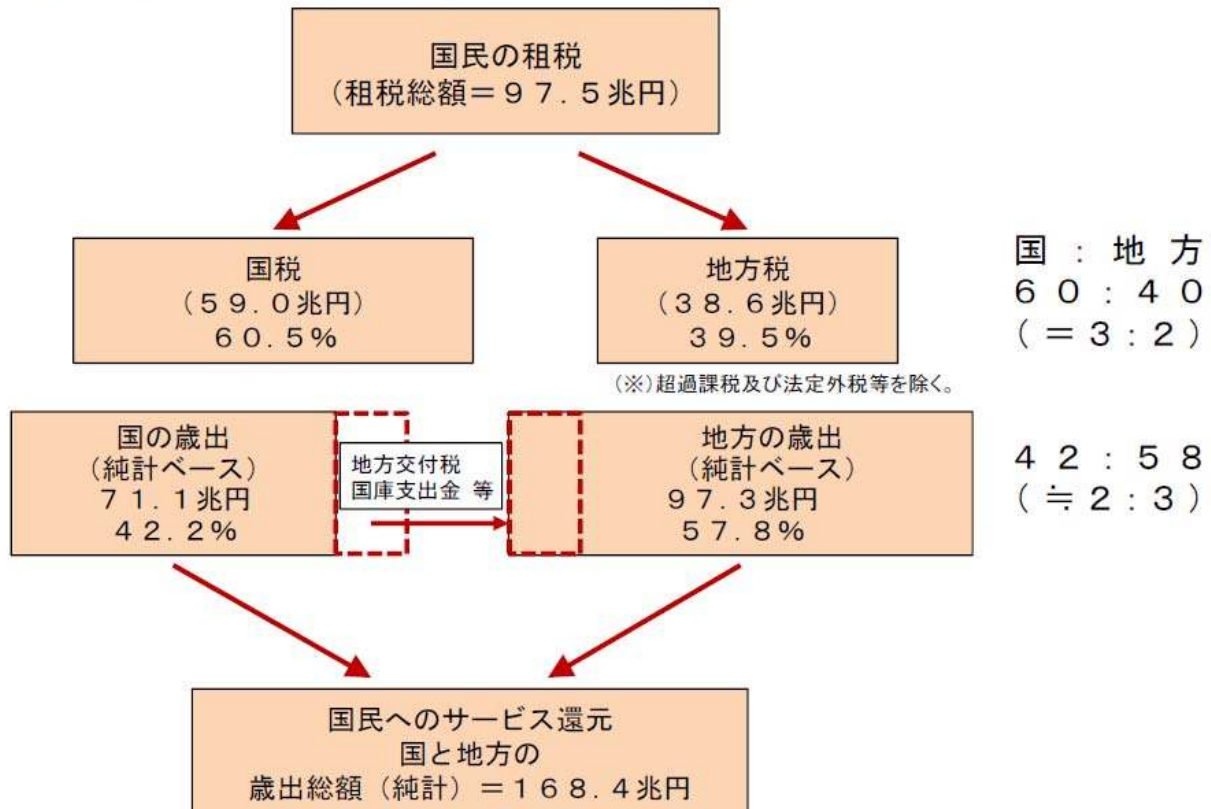 国民の租税
（租税総額＝９７.５兆円）
国税
（５９.０兆円）
６０.５%
地方税
（３８.６兆円）
３９.５%
国 : 地 方
６ ０ : ４ ０
( ＝ ３ : ２ )
(※)超過課税及び法定外税等を除く。
国の歳出
(純計ベース)
７１.１兆円
４２.２%
地方交付税
国庫支出金 等
地方の歳出
(純計ベース)
９７.３兆円
５７.８%
４ ２ : ５ ８
( ≒ ２ : ３ )
国民へのサービス還元
国と地方の
歳出総額（純計）＝１６８.４兆円